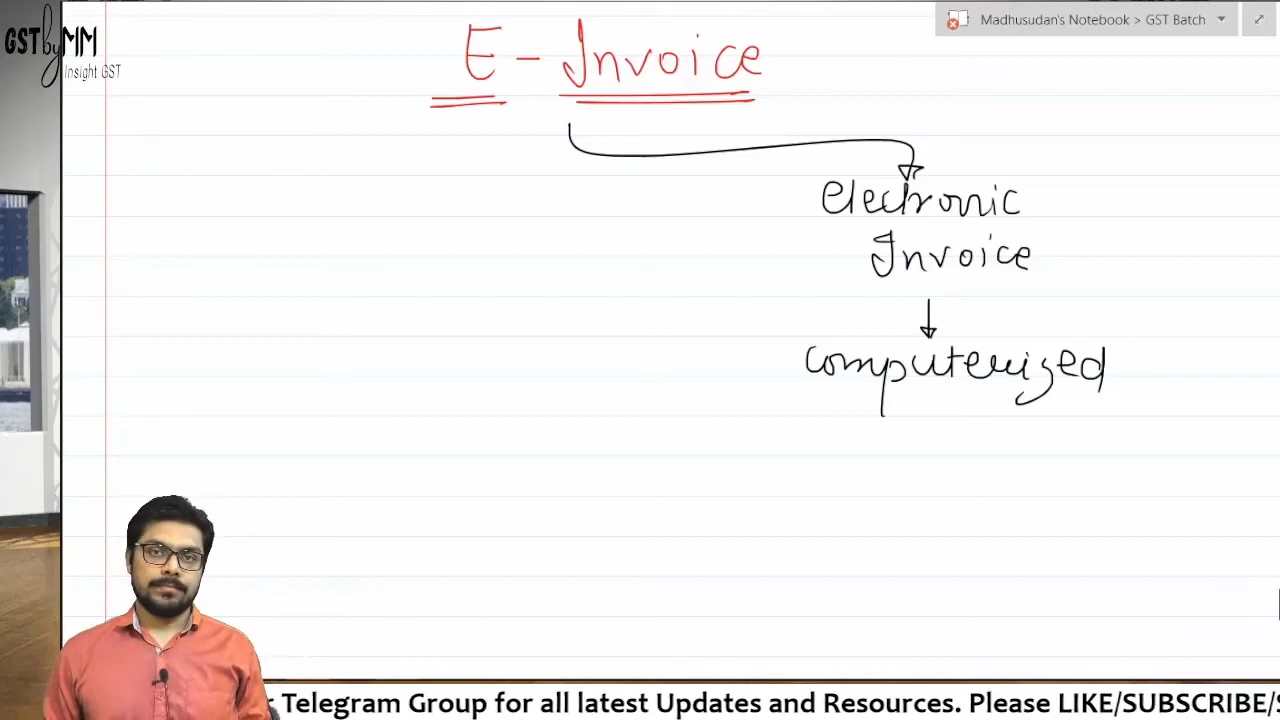 GST by MM
Insight GST
Madhusudan's Notebook > GST Batch
E - Invoice
Electronic
Invoice
Computerized
Telegram Group for all latest Updates and Resources. Please LIKE/SUBSCRIBE/